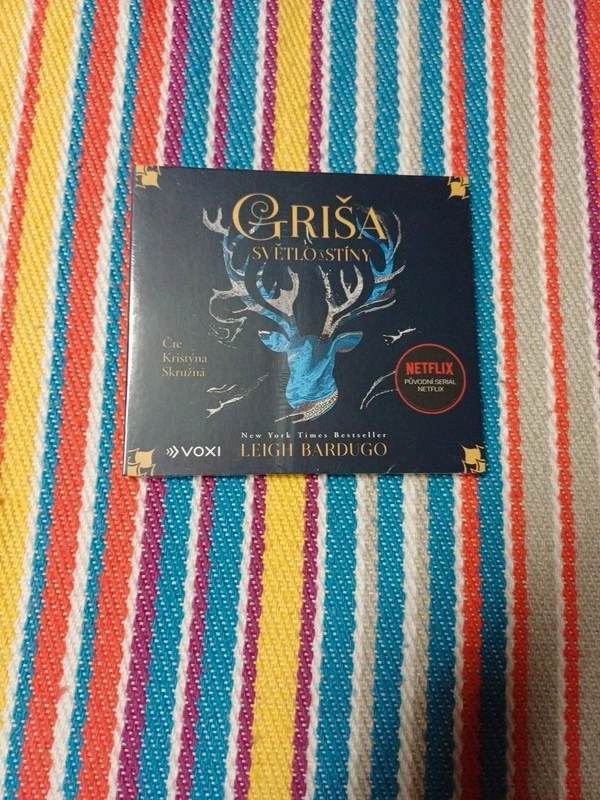 GRIŠA
SVĚTLO A STÍNY
Čte
Kristýna
Skružná
NETFLIX
PŮVODNÍ SERIÁL
NETFLIX
New York Times Bestseller
VOXI
LEIGH BARDUGO